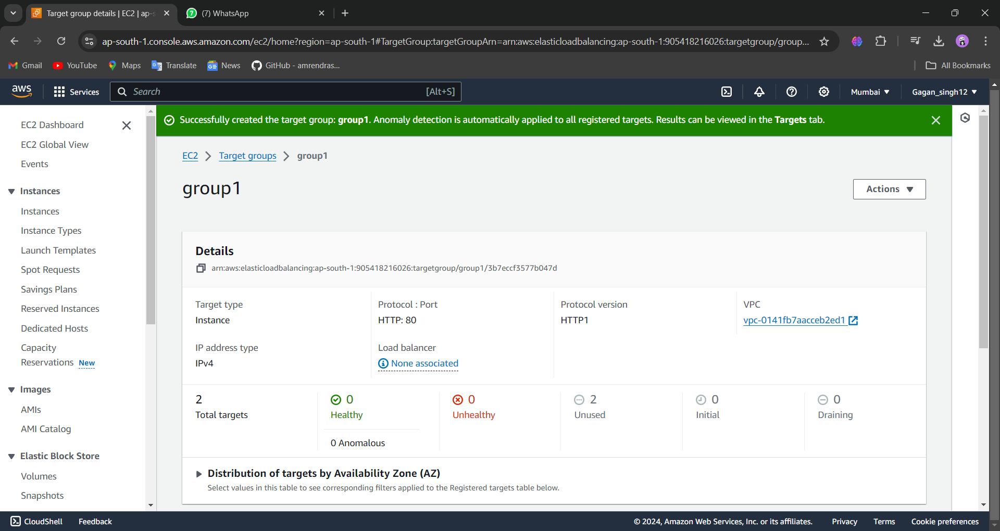 Target group details | EC2 | ap-s
(7) WhatsApp
ap-south-1.console.aws.amazon.com/ec2/home?region=ap-south-1#TargetGroup:targetGroupArn=arn:aws:elasticloadbalancing:ap-south-1:905418216026:targetgroup/group...
Gmail
YouTube
Maps
Translate
News
GitHub - amrendras...
All Bookmarks
aws
Services
Search
[Alt+S]
Mumbai
Gagan_singh12
EC2 Dashboard
EC2 Global View
Events
Instances
Instances
Instance Types
Launch Templates
Spot Requests
Savings Plans
Reserved Instances
Dedicated Hosts
Capacity
Reservations New
Images
AMIs
AMI Catalog
Elastic Block Store
Volumes
Snapshots
Successfully created the target group: group1. Anomaly detection is automatically applied to all registered targets. Results can be viewed in the Targets tab.
EC2
Target groups
group1
group1
Actions
Details
arn:aws:elasticloadbalancing:ap-south-1:905418216026:targetgroup/group1/3b7eccf3577b047d
Target type
Instance
Protocol : Port
HTTP: 80
Protocol version
HTTP1
VPC
vpc-0141fb7aacceb2ed1
IP address type
IPv4
Load balancer
None associated
2
Total targets
0
Healthy
0 Anomalous
0
Unhealthy
2
Unused
0
Initial
0
Draining
Distribution of targets by Availability Zone (AZ)
Select values in this table to see corresponding filters applied to the Registered targets table below.
CloudShell
Feedback
© 2024, Amazon Web Services, Inc. or its affiliates.
Privacy
Terms
Cookie preferences